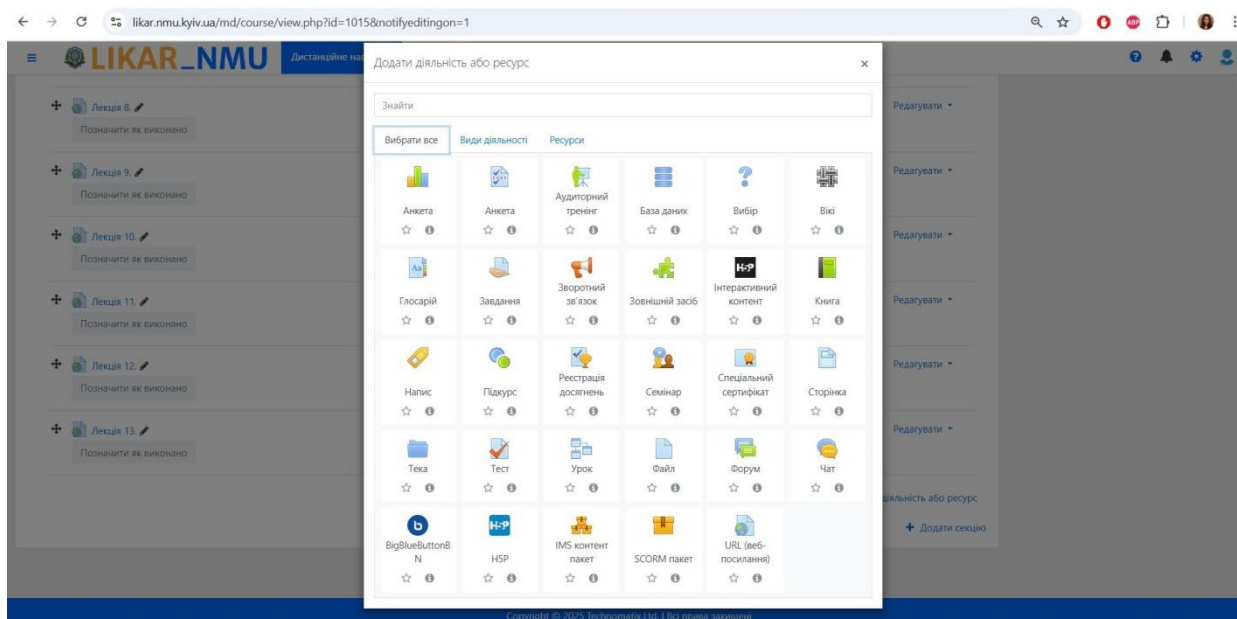 likar.nmu.kyiv.ua/md/course/view.php?id=1015&notifyeditingon=1
LIKAR_NMU
Дистанційне
Додати діяльність або ресурс
Знайти
Вибрати все Види діяльності Ресурси
Лекція 8.
Редагувати
Позначити як виконано
Лекція 9.
Редагувати
Позначити як виконано
Лекція 10.
Редагувати
Позначити як виконано
Лекція 11.
Редагувати
Позначити як виконано
Лекція 12.
Редагувати
Позначити як виконано
Лекція 13.
Редагувати
Позначити як виконано
Анкета
Анкета
Аудиторний
тренінг
База даних
Вибір
Вікі
Глосарій
Завдання
Зворотний
зв'язок
Зовнішній засіб
H5P
Інтерактивний
контент
Книга
Напис
Підкурс
Реєстрація
досягнень
Семінар
Спеціальний
сертифікат
Сторінка
Тека
Тест
Урок
Файл
Форум
Чат
BigBlueButtonB
N
H5P
H5P
IMS контент
пакет
SCORM пакет
URL (веб-
посилання)
діяльність або ресурс
Додати секцію
Copyright © 2025 Technomatix Ltd. | Всі права захищені